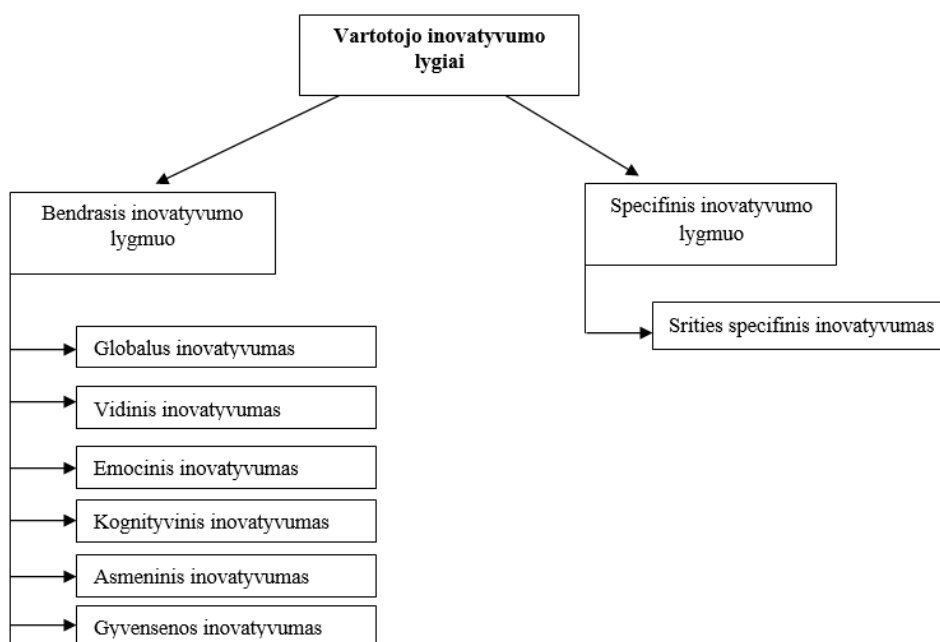 Vartotojo inovatyvumo
lygiai
Bendrasis inovatyvumo
lygmuo
Specifinis inovatyvumo
lygmuo
Srities specifinis inovatyvumas
Globalus inovatyvumas
Vidinis inovatyvumas
Emocinis inovatyvumas
Kognityvinis inovatyvumas
Asmeninis inovatyvumas
Gyvensenos inovatyvumas